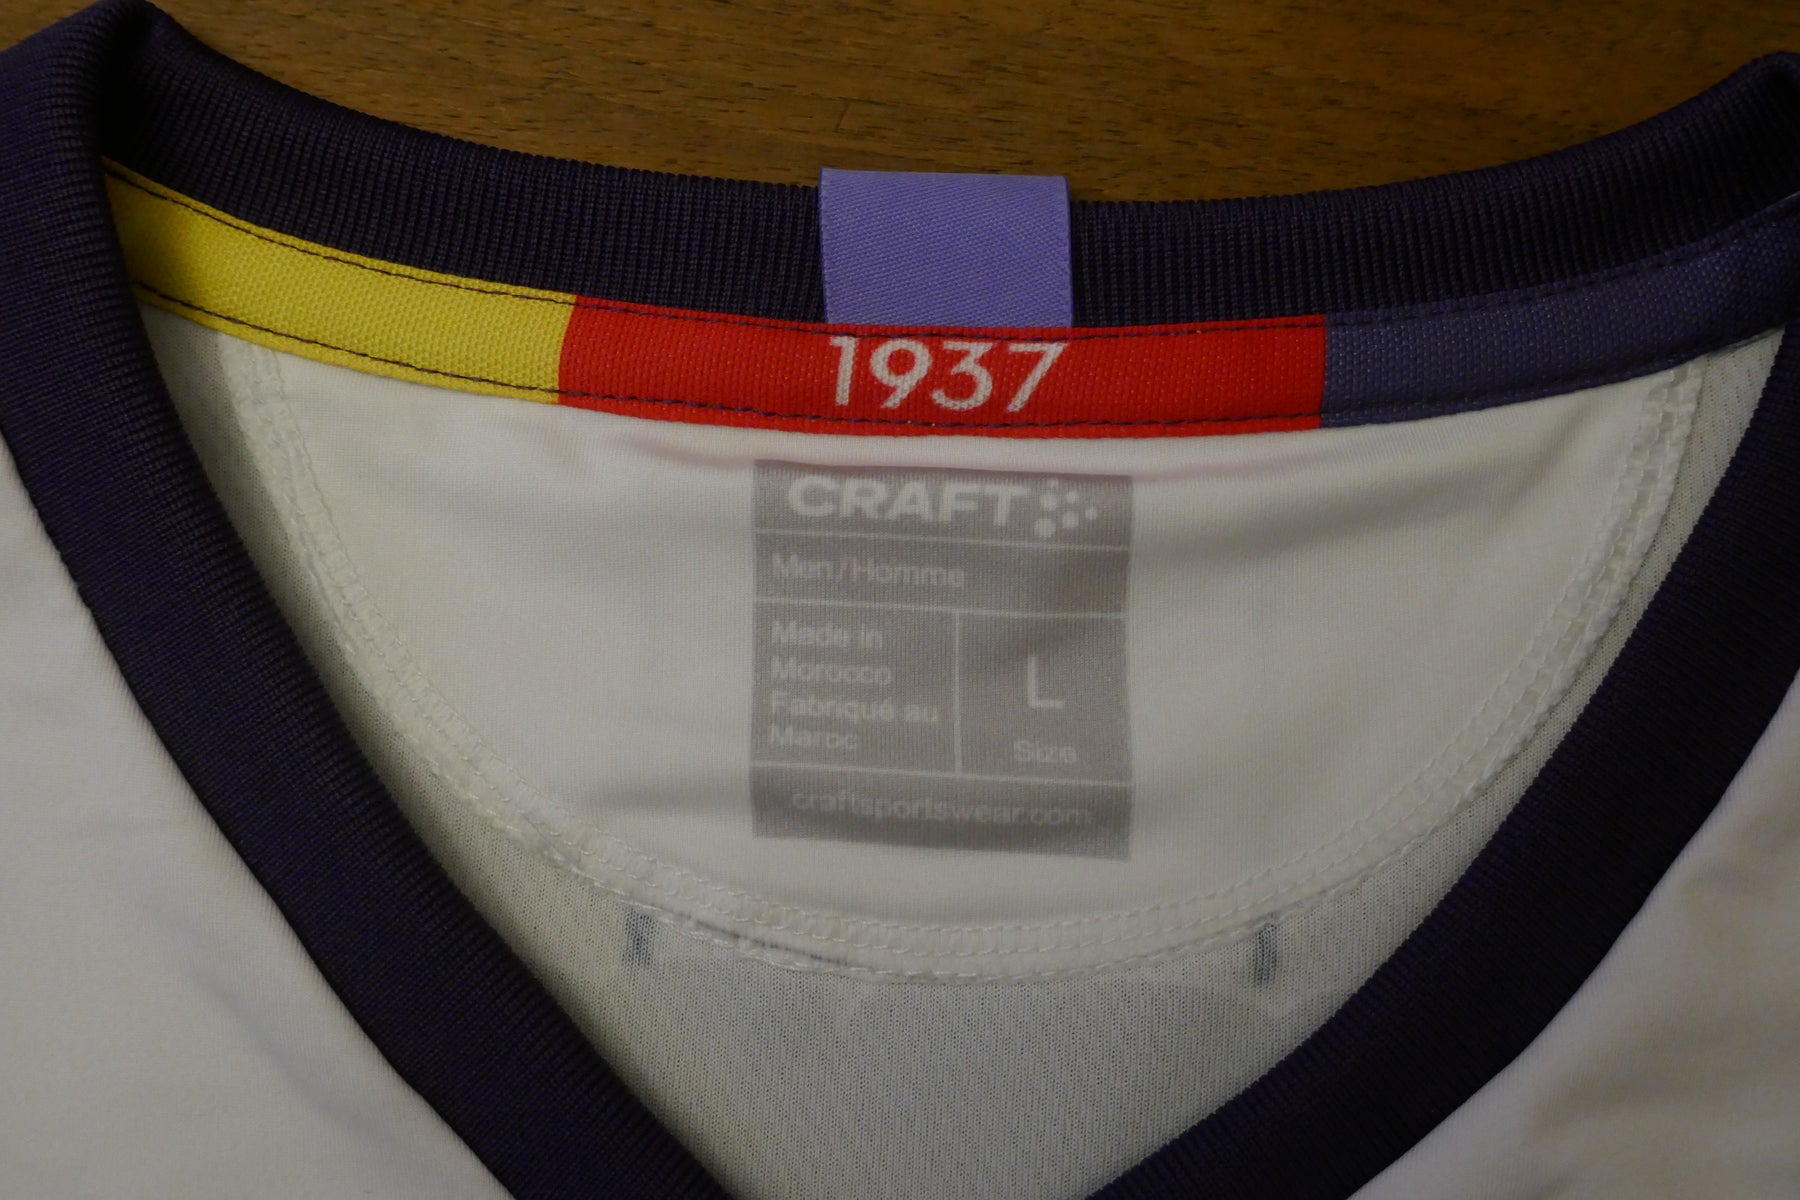 1937
CRAFT
Men/Homme
Made in
Morocco
Fabriqué au
Maroc
L
Size
craftsportswear.com